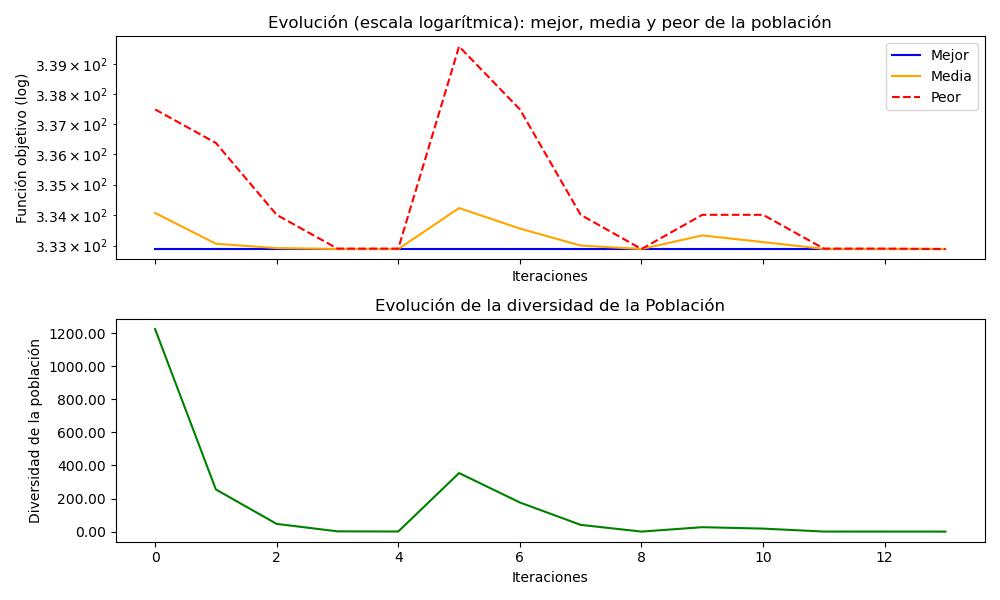 Evolución (escala logarítmica): mejor, media y peor de la población
Función objetivo (log)
3.39 × 10²
3.38 × 10²
3.37 × 10²
3.36 × 10²
3.35 × 10²
3.34 × 10²
3.33 × 10²
Mejor
Media
Peor
Iteraciones
Evolución de la diversidad de la Población
Diversidad de la población
1200.00
1000.00
800.00
600.00
400.00
200.00
0.00
0 2 4 6 8 10 12
Iteraciones